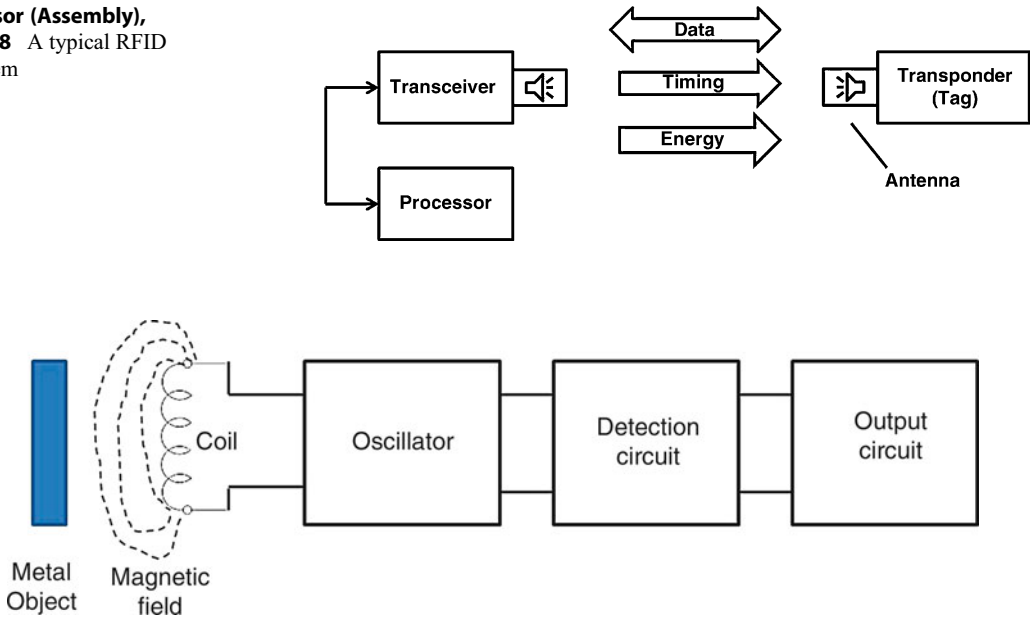 (Assembly),
8 A typical RFID
Data
Transceiver
Timing
Transponder
(Tag)
Energy
Antenna
Processor
Coil
Oscillator
Detection
circuit
Output
circuit
Metal
Object
Magnetic
field